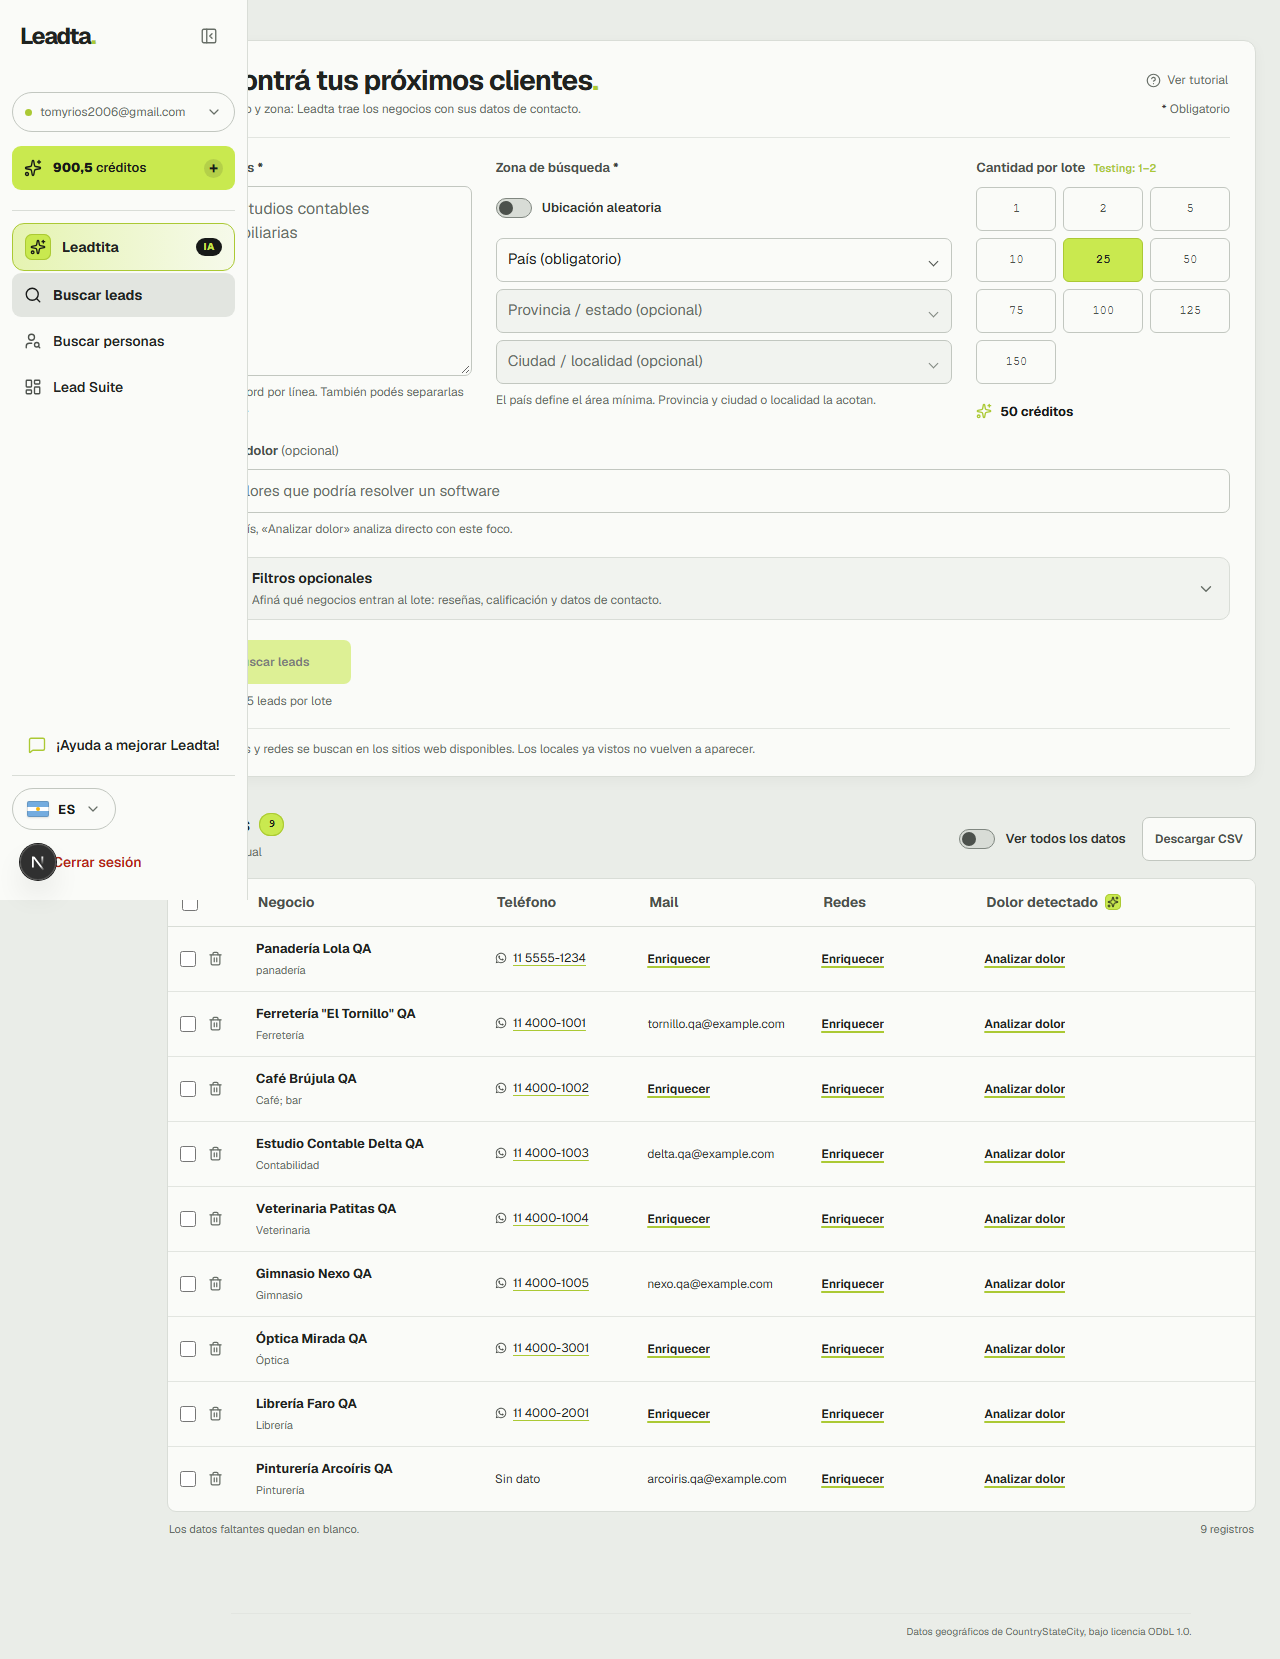 Leadta.
tomyrios2006@gmail.com
900,5 créditos
Leadtita IA
Buscar leads
Buscar personas
Lead Suite
¡Ayuda a mejorar Leadta!
ES
N Cerrar sesión
ontrá tus próximos clientes.
Ver tutorial
o y zona: Leadta trae los negocios con sus datos de contacto.
* Obligatorio
s *
tudios contables
iliarias
ord por línea. También podés separarlas
Zona de búsqueda *
Ubicación aleatoria
País (obligatorio)
Provincia / estado (opcional)
Ciudad / localidad (opcional)
El país define el área mínima. Provincia y ciudad o localidad la acotan.
Cantidad por lote Testing: 1–2
1 2 5
10 25 50
75 100 125
150
50 créditos
dolor (opcional)
lores que podría resolver un software
ís, «Analizar dolor» analiza directo con este foco.
Filtros opcionales
Afiná qué negocios entran al lote: reseñas, calificación y datos de contacto.
scar leads
5 leads por lote
s y redes se buscan en los sitios web disponibles. Los locales ya vistos no vuelven a aparecer.
s 9
ual
Ver todos los datos
Descargar CSV
Negocio Teléfono Mail Redes Dolor detectado
Panadería Lola QA
panadería
11 5555-1234 Enriquecer Enriquecer Analizar dolor
Ferretería "El Tornillo" QA
Ferretería
11 4000-1001 tornillo.qa@example.com Enriquecer Analizar dolor
Café Brújula QA
Café; bar
11 4000-1002 Enriquecer Enriquecer Analizar dolor
Estudio Contable Delta QA
Contabilidad
11 4000-1003 delta.qa@example.com Enriquecer Analizar dolor
Veterinaria Patitas QA
Veterinaria
11 4000-1004 Enriquecer Enriquecer Analizar dolor
Gimnasio Nexo QA
Gimnasio
11 4000-1005 nexo.qa@example.com Enriquecer Analizar dolor
Óptica Mirada QA
Óptica
11 4000-3001 Enriquecer Enriquecer Analizar dolor
Librería Faro QA
Librería
11 4000-2001 Enriquecer Enriquecer Analizar dolor
Pinturería Arcoíris QA
Pinturería
Sin dato arcoiris.qa@example.com Enriquecer Analizar dolor
Los datos faltantes quedan en blanco.
9 registros
Datos geográficos de CountryStateCity, bajo licencia ODbL 1.0.